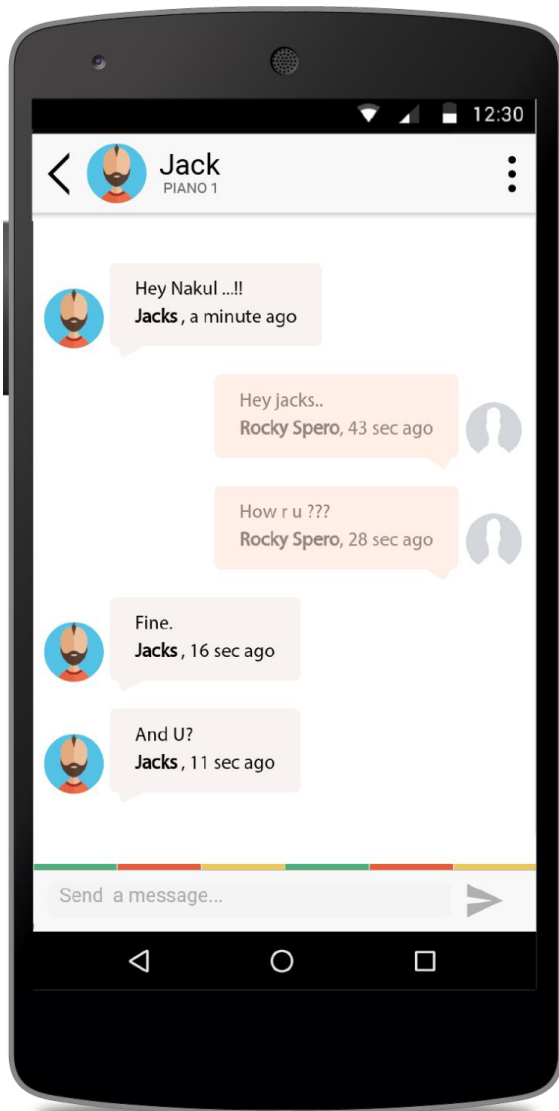 12:30
Jack
PIANO 1
Hey Nakul ...!!
Jacks , a minute ago
Hey jacks..
Rocky Spero, 43 sec ago
How r u ???
Rocky Spero, 28 sec ago
Fine.
Jacks , 16 sec ago
And U?
Jacks , 11 sec ago
Send a message...